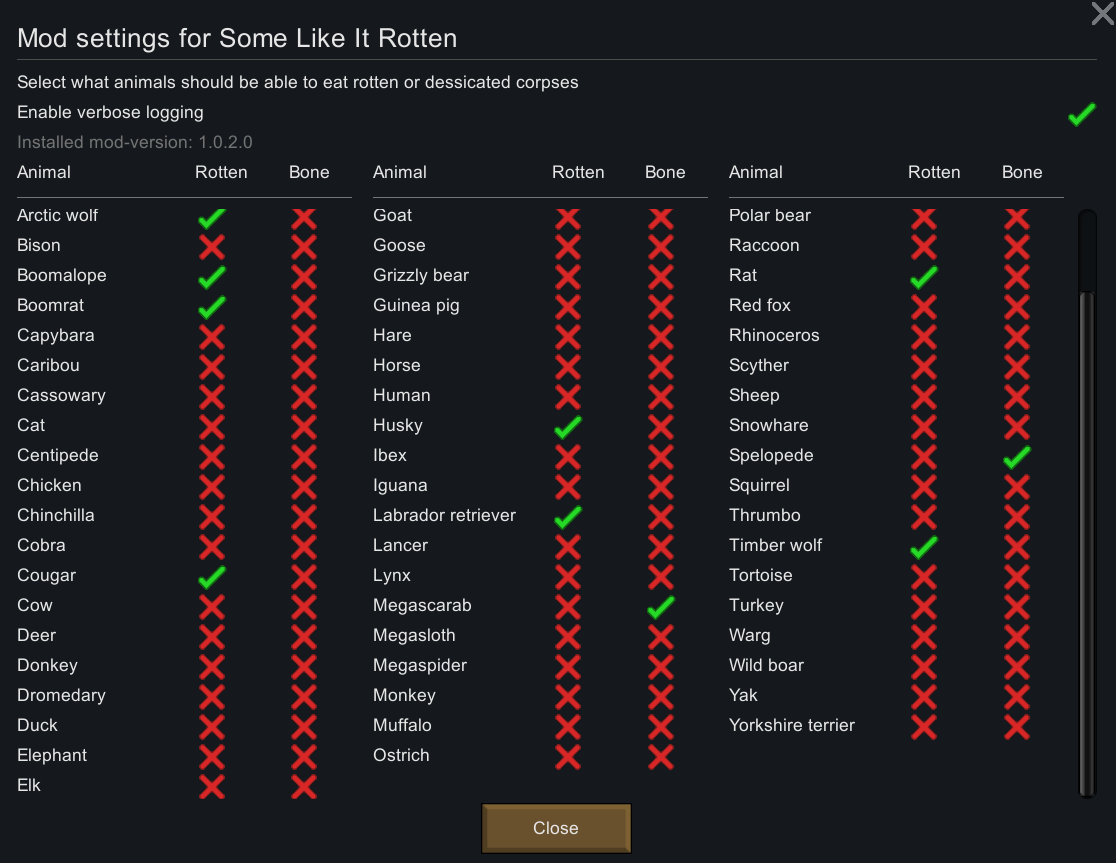 Mod settings for Some Like It Rotten
Select what animals should be able to eat rotten or dessicated corpses
Enable verbose logging
Installed mod-version: 1.0.2.0
Animal Rotten Bone
Arctic wolf
Bison
Boomalope
Boomrat
Capybara
Caribou
Cassowary
Cat
Centipede
Chicken
Chinchilla
Cobra
Cougar
Cow
Deer
Donkey
Dromedary
Duck
Elephant
Elk
Animal Rotten Bone
Goat
Goose
Grizzly bear
Guinea pig
Hare
Horse
Human
Husky
Ibex
Iguana
Labrador retriever
Lancer
Lynx
Megascarab
Megasloth
Megaspider
Monkey
Muffalo
Ostrich
Animal Rotten Bone
Polar bear
Raccoon
Rat
Red fox
Rhinoceros
Scyther
Sheep
Snowhare
Spelopede
Squirrel
Thrumbo
Timber wolf
Tortoise
Turkey
Warg
Wild boar
Yak
Yorkshire terrier
Close